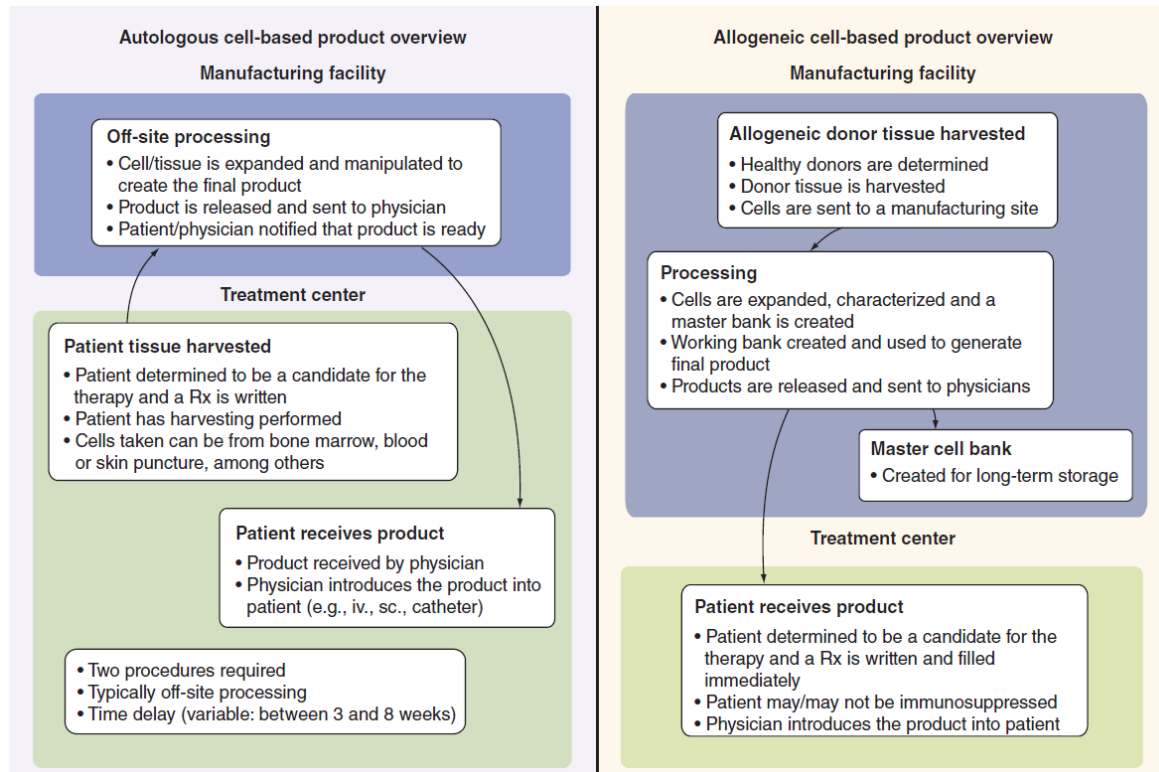 Autologous cell-based product overview
Manufacturing facility
Off-site processing
• Cell/tissue is expanded and manipulated to
create the final product
• Product is released and sent to physician
• Patient/physician notified that product is ready
Treatment center
Patient tissue harvested
• Patient determined to be a candidate for the
therapy and a Rx is written
• Patient has harvesting performed
• Cells taken can be from bone marrow, blood
or skin puncture, among others
Patient receives product
• Product received by physician
• Physician introduces the product into
patient (e.g., iv., sc., catheter)
• Two procedures required
• Typically off-site processing
• Time delay (variable: between 3 and 8 weeks)
Allogeneic cell-based product overview
Manufacturing facility
Allogeneic donor tissue harvested
• Healthy donors are determined
• Donor tissue is harvested
• Cells are sent to a manufacturing site
Processing
• Cells are expanded, characterized and a
master bank is created
• Working bank created and used to generate
final product
• Products are released and sent to physicians
Master cell bank
• Created for long-term storage
Treatment center
Patient receives product
• Patient determined to be a candidate for the
therapy and a Rx is written and filled
immediately
• Patient may/may not be immunosuppressed
• Physician introduces the product into patient